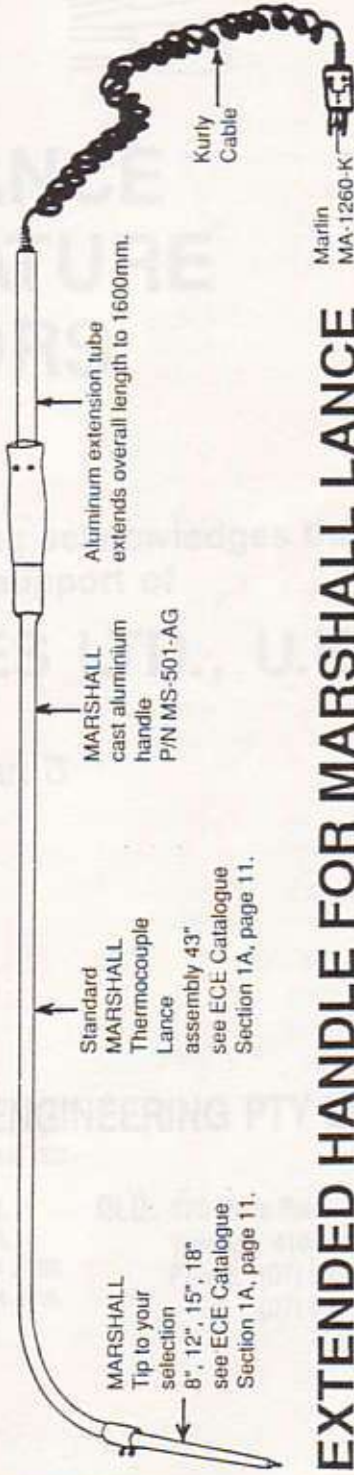 MARSHALL
Tip to your
selection
8", 12", 15", 18"
see ECE Catalogue
Section 1A, page 11.
Standard
MARSHALL
Thermocouple
Lance
assembly 43"
see ECE Catalogue
Section 1A, page 11.
MARSHALL
cast aluminium
handle
P/N MS-501-AG
Aluminum extension tube
extends overall length to 1600mm.
Kurly
Cable
Marlin
MA-1260-K
EXTENDED HANDLE FOR MARSHALL LANCE